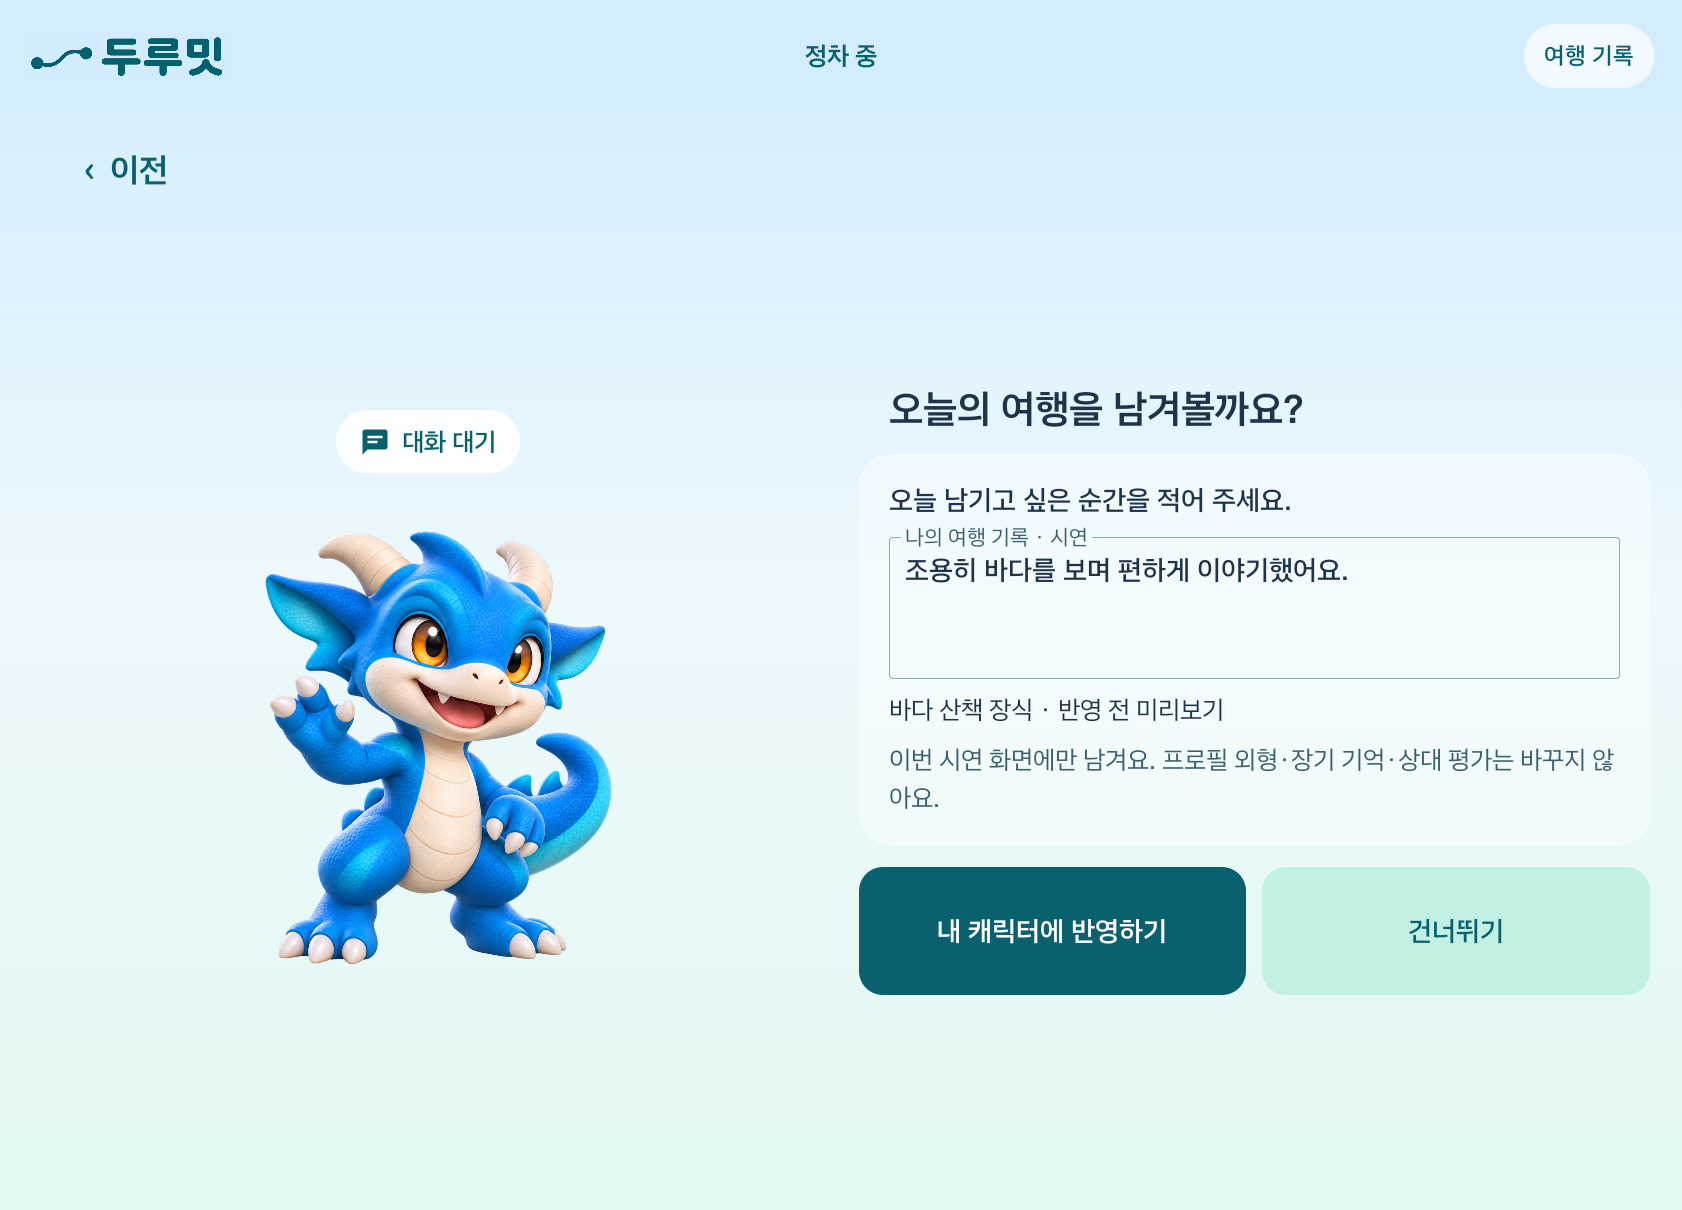 두루밋
정차 중
여행 기록
‹ 이전
대화 대기
오늘의 여행을 남겨볼까요?
오늘 남기고 싶은 순간을 적어 주세요.
나의 여행 기록 · 시연
조용히 바다를 보며 편하게 이야기했어요.
바다 산책 장식 · 반영 전 미리보기
이번 시연 화면에만 남겨요. 프로필 외형·장기 기억·상대 평가는 바꾸지 않
아요.
내 캐릭터에 반영하기
건너뛰기